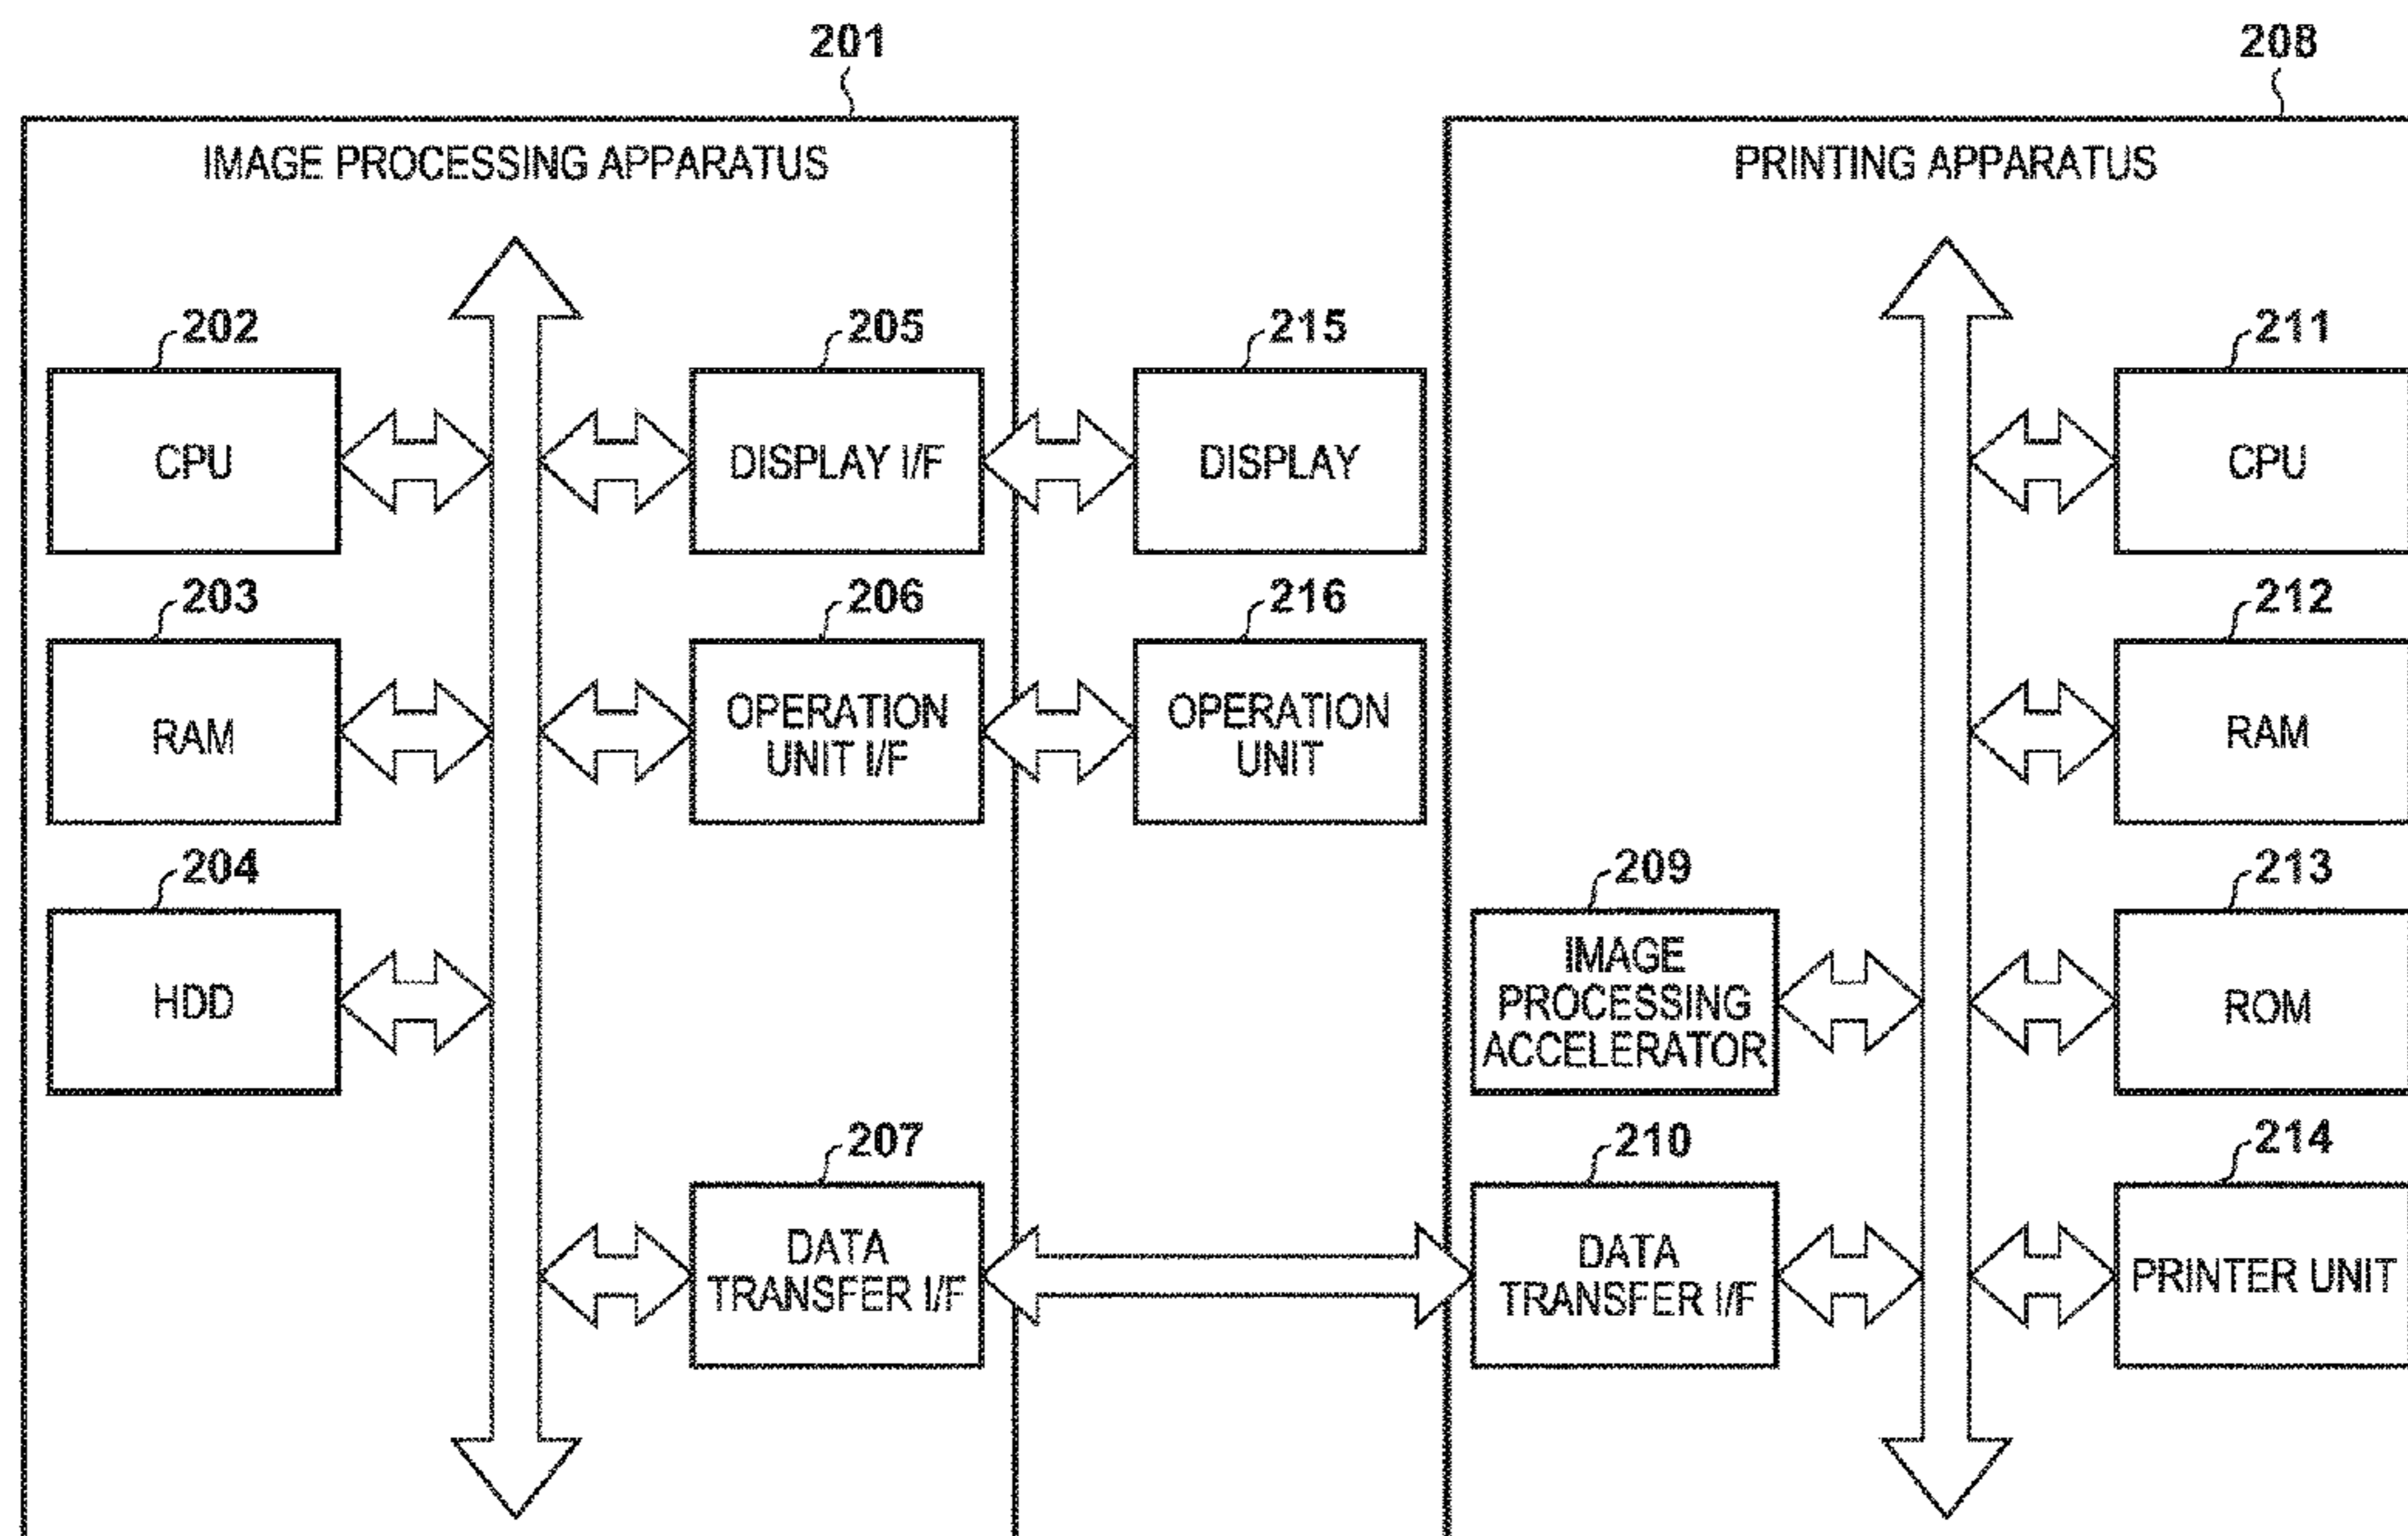 201
208
IMAGE PROCESSING APPARATUS
PRINTING APPARATUS
202
205
215
211
CPU
DISPLAY I/F
DISPLAY
CPU
203
206
216
212
RAM
OPERATION
UNIT I/F
OPERATION
UNIT
RAM
204
209
213
HDD
IMAGE
PROCESSING
ACCELERATOR
ROM
207
210
214
DATA
TRANSFER I/F
DATA
TRANSFER I/F
PRINTER UNIT